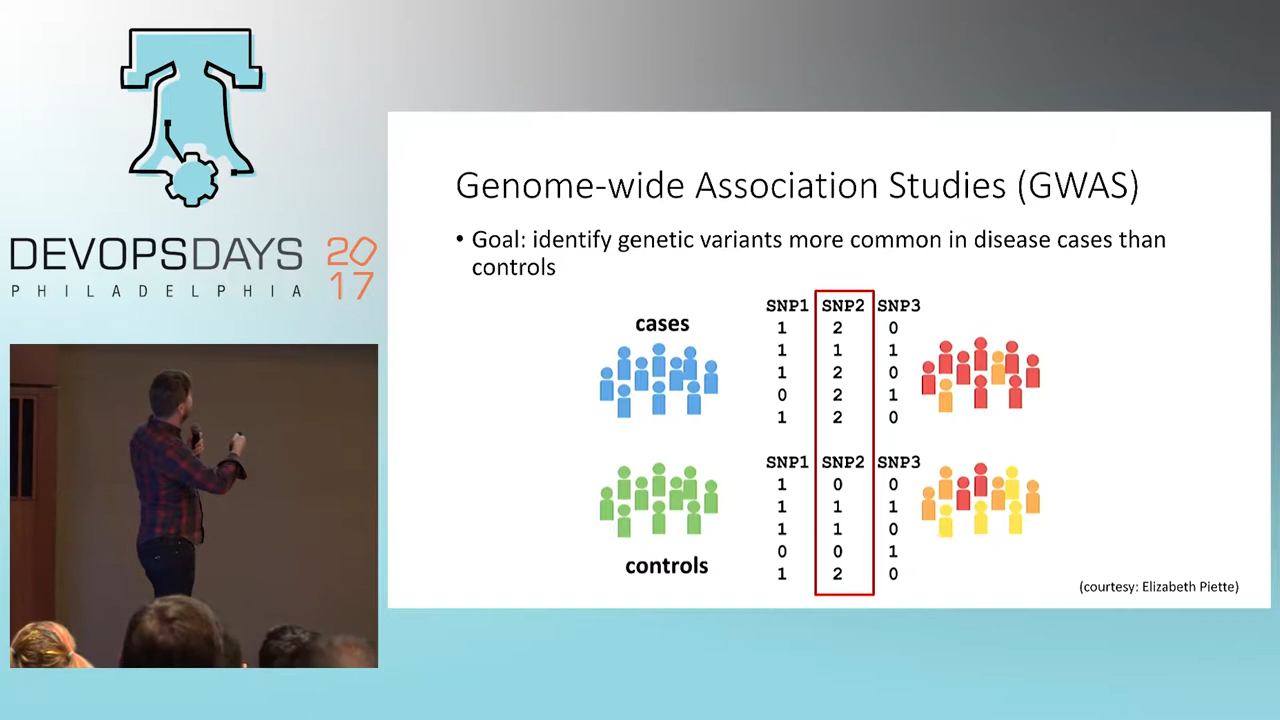 DEVOPSDAYS 2017
PHILADELPHIA
Genome-wide Association Studies (GWAS)
• Goal: identify genetic variants more common in disease cases than
controls
cases
SNP1 SNP2 SNP3
1 2 0
1 1 1
1 2 0
0 2 1
1 2 0
SNP1 SNP2 SNP3
1 0 0
1 1 1
1 1 0
0 0 1
1 2 0
controls
(courtesy: Elizabeth Piette)